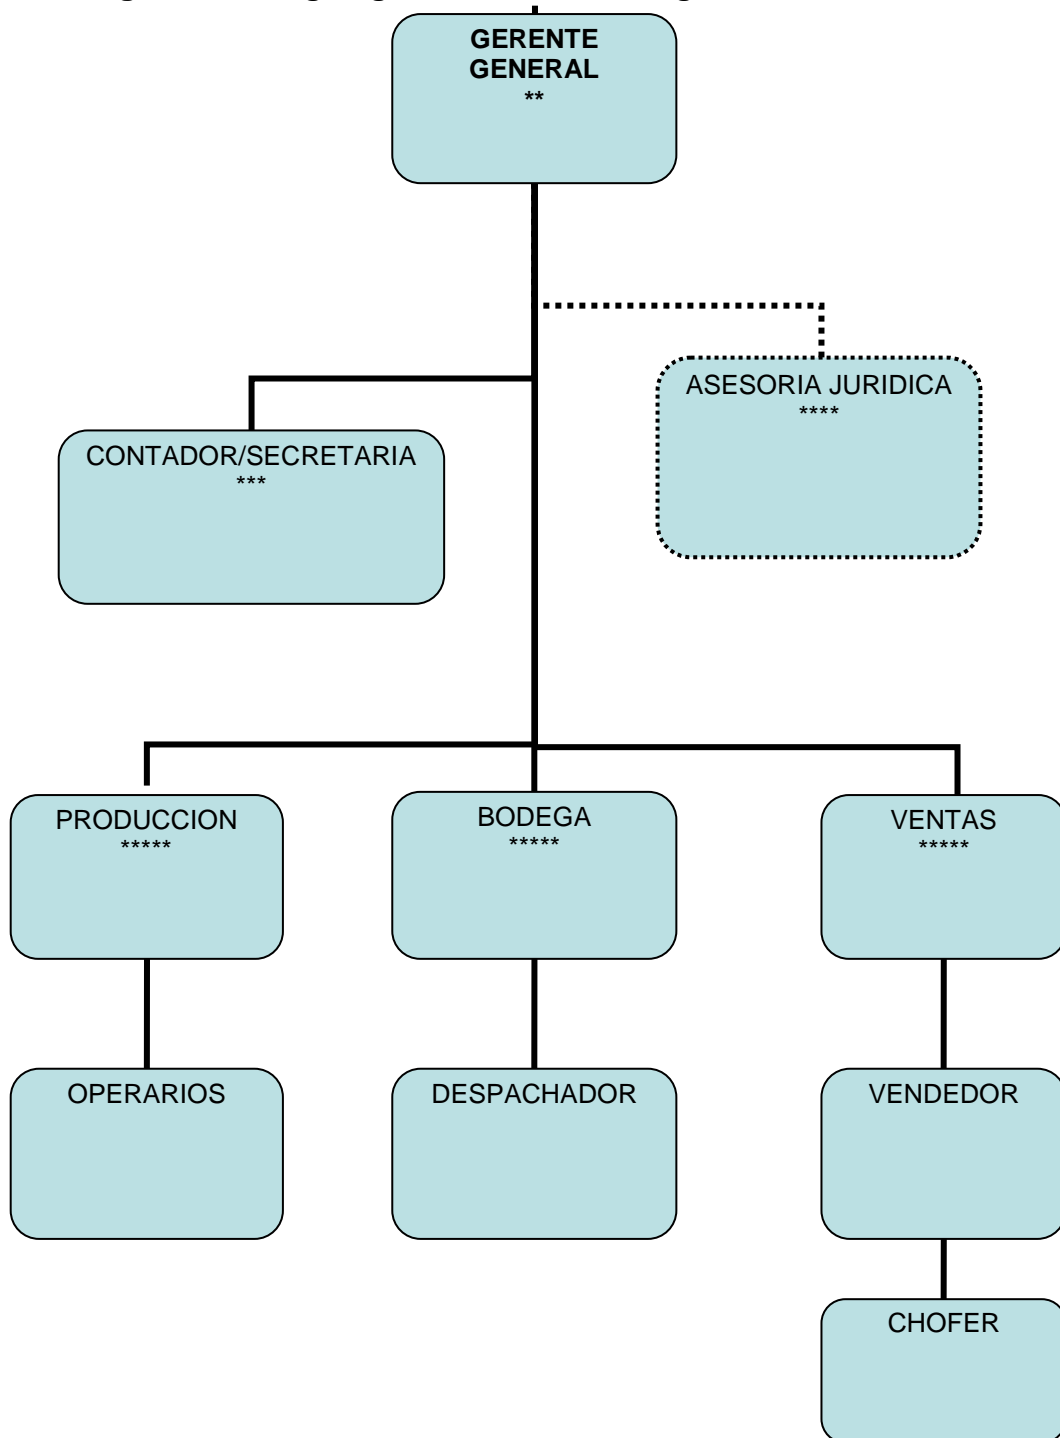 GERENTE
GENERAL
**
ASESORIA JURIDICA
****
CONTADOR/SECRETARIA
***
PRODUCCION
*****
BODEGA
*****
VENTAS
*****
OPERARIOS
DESPACHADOR
VENDEDOR
CHOFER